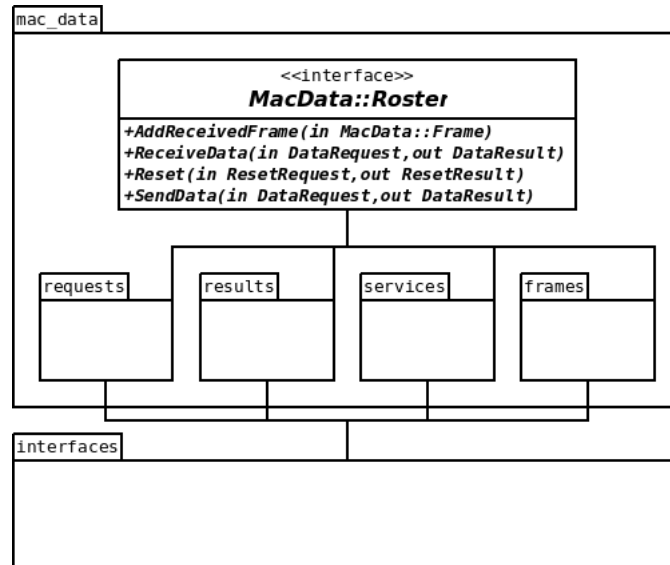 mac_data
<<interface>>
MacData::Roster
+AddReceivedFrame(in MacData::Frame)
+ReceiveData(in DataRequest,out DataResult)
+Reset(in ResetRequest,out ResetResult)
+SendData(in DataRequest,out DataResult)
requests
results
services
frames
interfaces